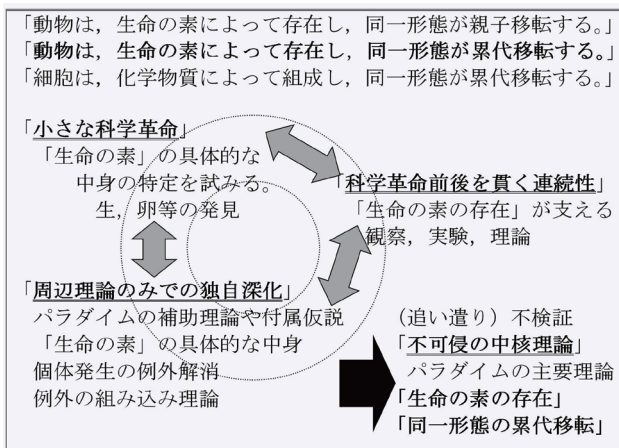 「動物は，生命の素によって存在し，同一形態が親子移転する。」
「動物は，生命の素によって存在し，同一形態が累代移転する。」
「細胞は，化学物質によって組成し，同一形態が累代移転する。」
「小さな科学革命」
「生命の素」の具体的な
中身の特定を試みる。
生，卵等の発見
「科学革命前後を貫く連続性」
「生命の素の存在」が支える
観察，実験，理論
「周辺理論のみでの独自深化」
パラダイムの補助理論や付属仮説
「生命の素」の具体的な中身
個体発生の例外解消
例外の組み込み理論
（追い遣り）不検証
「不可侵の中核理論」
パラダイムの主要理論
「生命の素の存在」
「同一形態の累代移転」